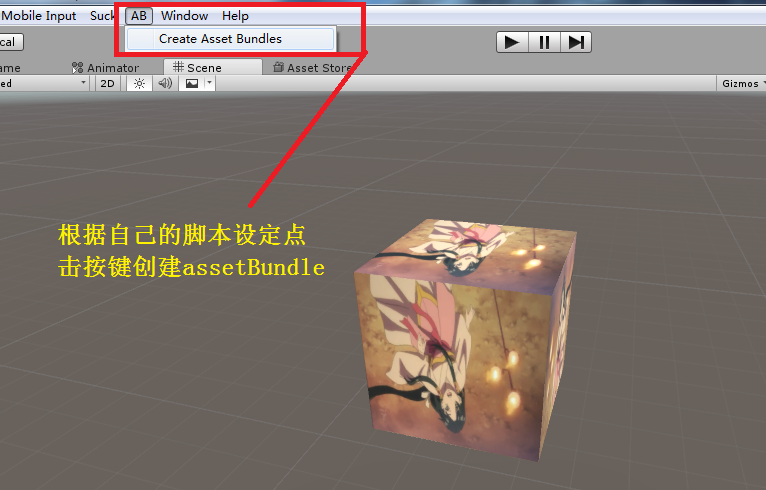 Mobile Input Suck AB Window Help
Create Asset Bundles
cal
ame Animator Scene Asset Store
ed 2D Gizmos
根据自己的脚本设定点
击按键创建assetBundle